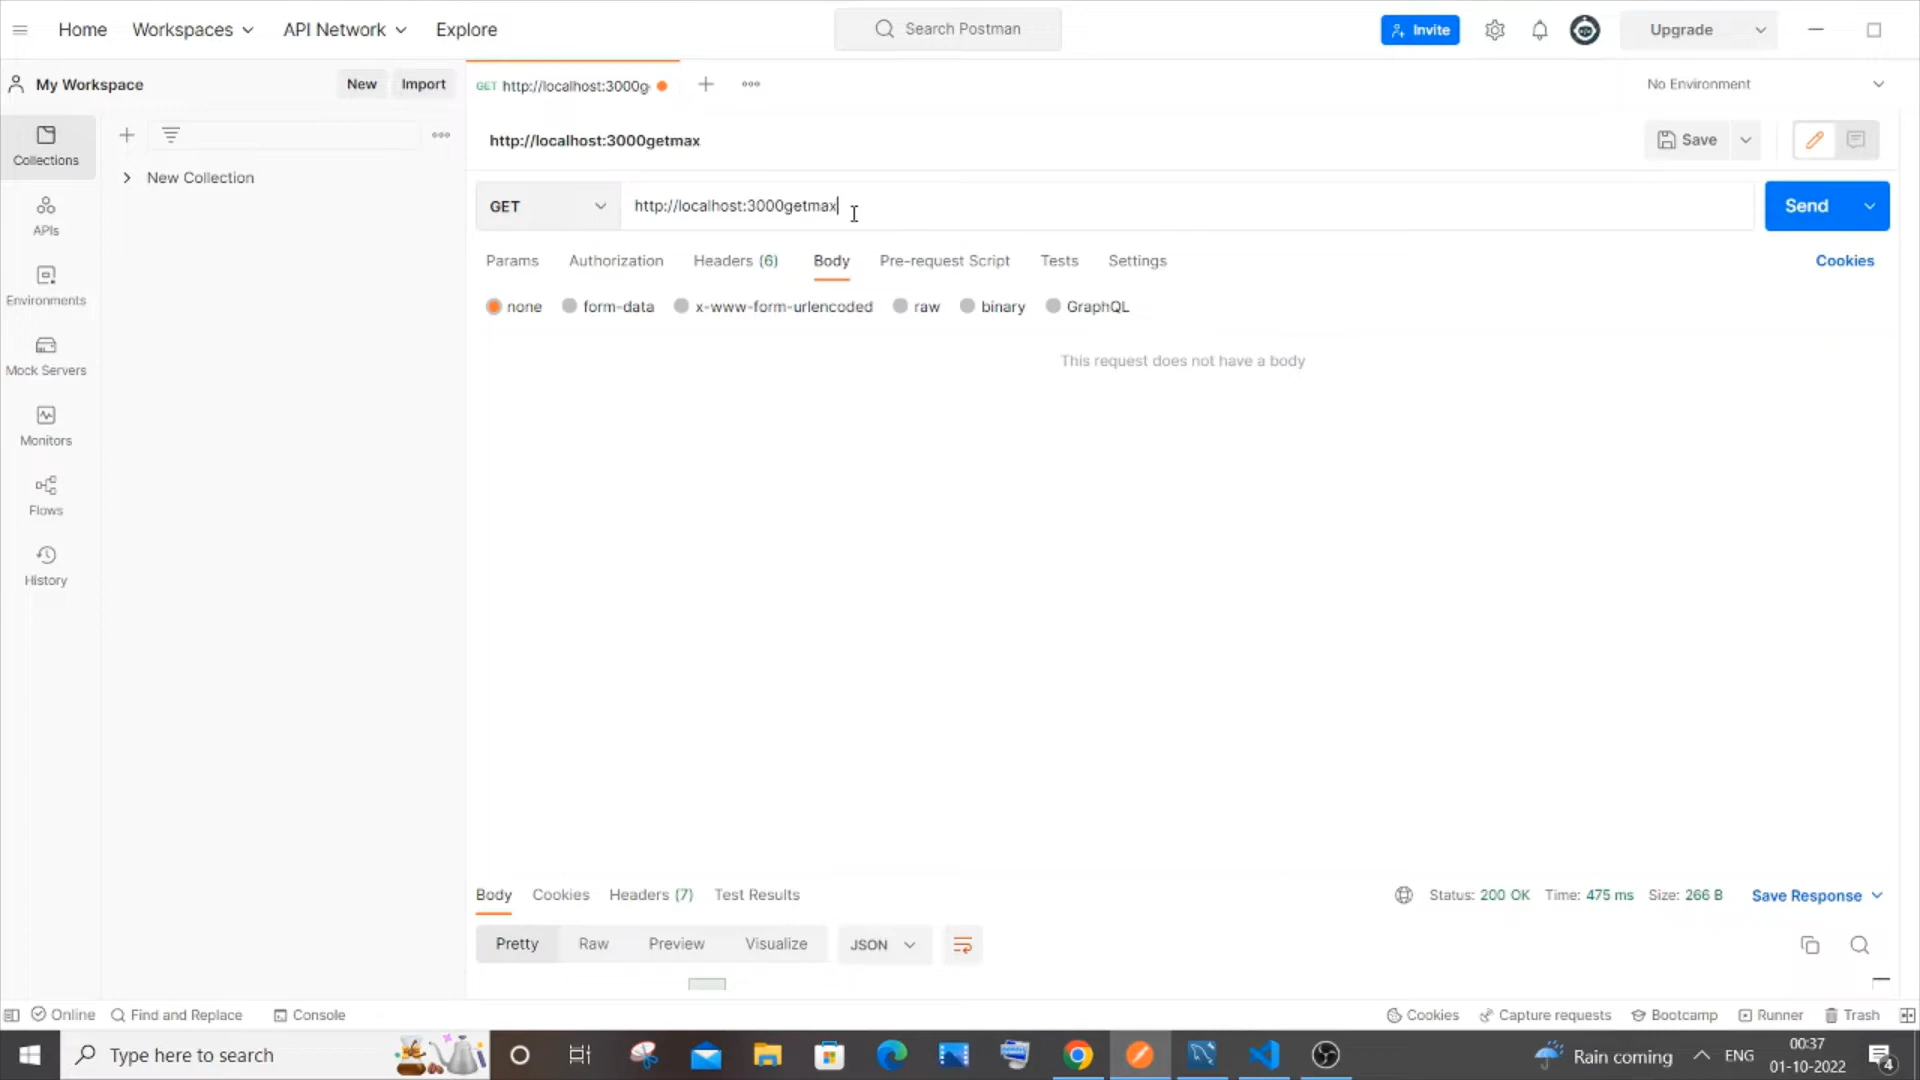 Home Workspaces API Network Explore Search Postman Invite Upgrade
My Workspace New Import GET http://localhost:3000g No Environment
http://localhost:3000getmax Save
Collections
New Collection
GET http://localhost:3000getmax Send
APIs
Params Authorization Headers (6) Body Pre-request Script Tests Settings Cookies
Environments
none form-data x-www-form-urlencoded raw binary GraphQL
This request does not have a body
Mock Servers
Monitors
Flows
History
Body Cookies Headers (7) Test Results Status: 200 OK Time: 475 ms Size: 266 B Save Response
Pretty Raw Preview Visualize JSON
Online Find and Replace Console Cookies Capture requests Bootcamp Runner Trash
Type here to search Rain coming ENG 00:37
01-10-2022 4